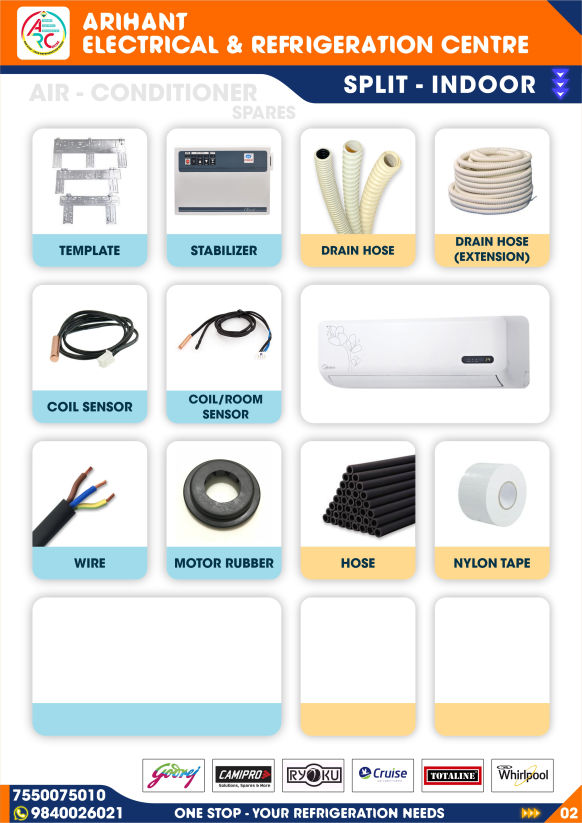 ARC
ARIHANT
ELECTRICAL & REFRIGERATION CENTRE
SPLIT - INDOOR
AIR - CONDITIONER
SPARES
TEMPLATE
STABILIZER
DRAIN HOSE
DRAIN HOSE
(EXTENSION)
COIL SENSOR
COIL/ROOM
SENSOR
Midea
WIRE
MOTOR RUBBER
HOSE
NYLON TAPE
Godrej
CAMIPRO
Solutions, Spares & More
RYOKU
Cruise
TOTALINE
Whirlpool
7550075010
9840026021
ONE STOP - YOUR REFRIGERATION NEEDS
02